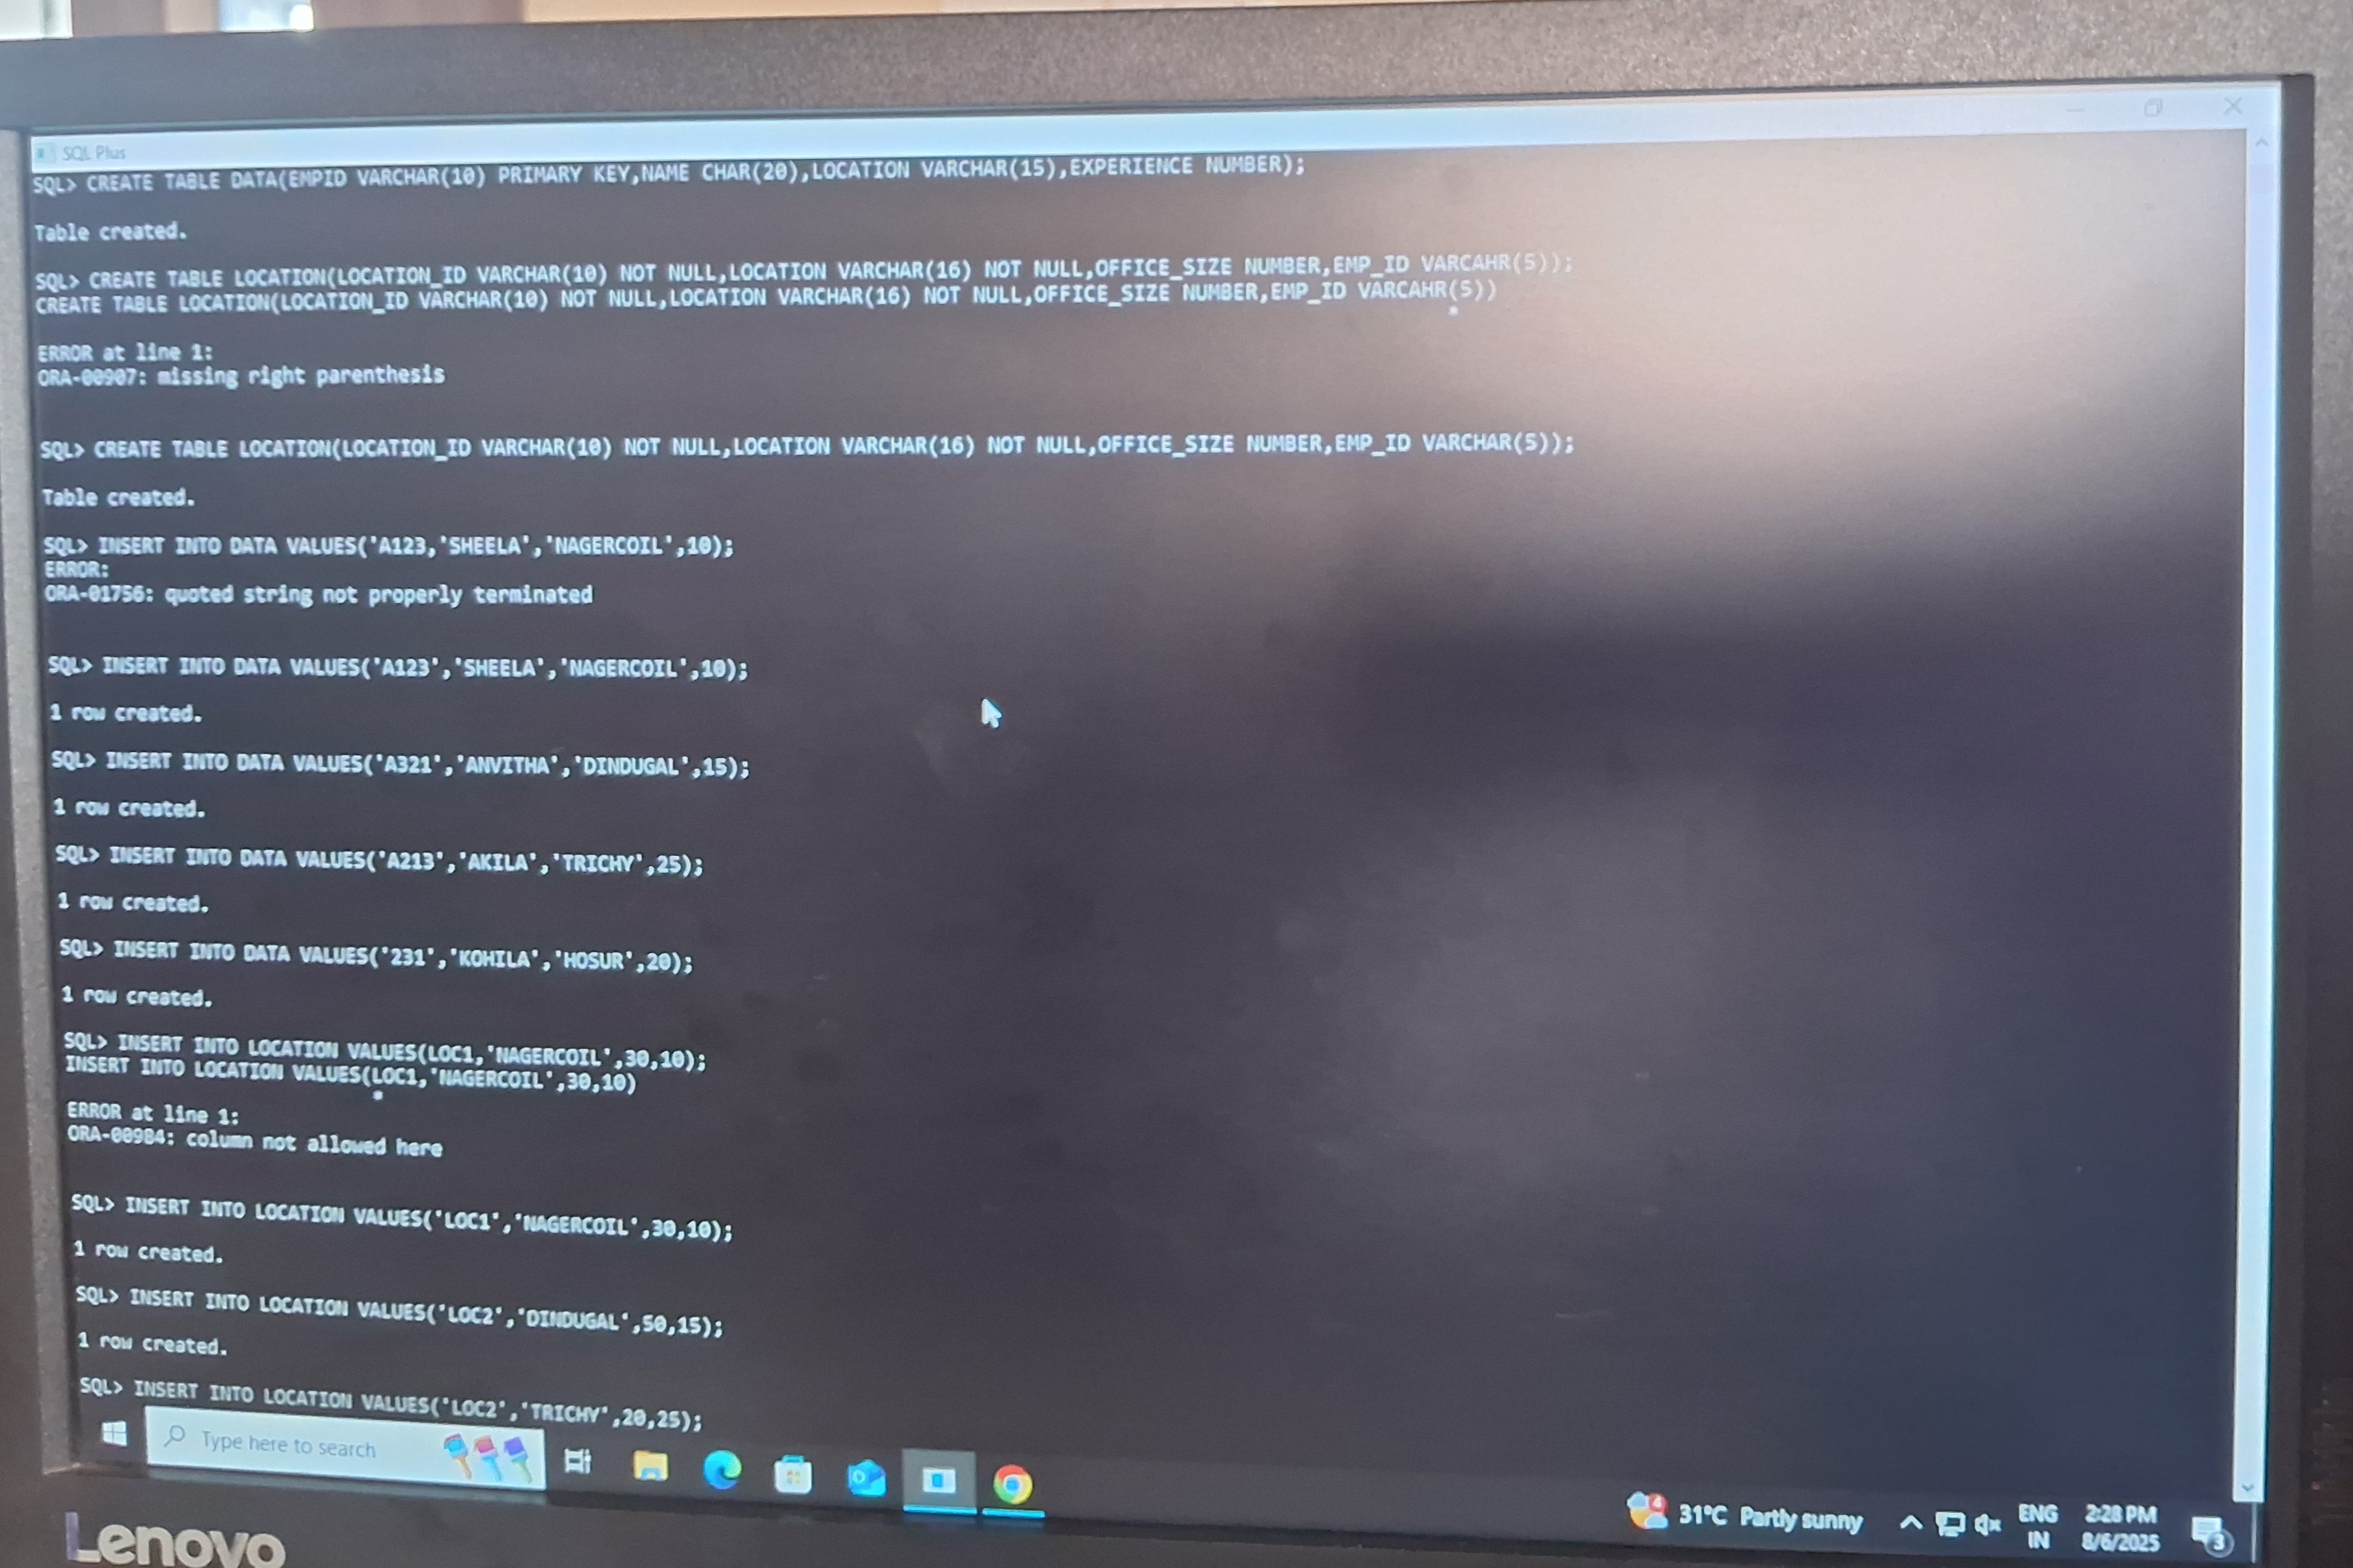 SQL Plus
SQL> CREATE TABLE DATA(EMPID VARCHAR(10) PRIMARY KEY,NAME CHAR(20),LOCATION VARCHAR(15),EXPERIENCE NUMBER);
Table created.
SQL> CREATE TABLE LOCATION(LOCATION_ID VARCHAR(10) NOT NULL,LOCATION VARCHAR(16) NOT NULL,OFFICE_SIZE NUMBER,EMP_ID VARCAHR(5));
CREATE TABLE LOCATION(LOCATION_ID VARCHAR(10) NOT NULL,LOCATION VARCHAR(16) NOT NULL,OFFICE_SIZE NUMBER,EMP_ID VARCAHR(5))
*
ERROR at line 1:
ORA-00907: missing right parenthesis
SQL> CREATE TABLE LOCATION(LOCATION_ID VARCHAR(10) NOT NULL,LOCATION VARCHAR(16) NOT NULL,OFFICE_SIZE NUMBER,EMP_ID VARCHAR(5));
Table created.
SQL> INSERT INTO DATA VALUES('A123,'SHEELA','NAGERCOIL',10);
ERROR:
ORA-01756: quoted string not properly terminated
SQL> INSERT INTO DATA VALUES('A123','SHEELA','NAGERCOIL',10);
1 row created.
SQL> INSERT INTO DATA VALUES('A321','ANVITHA','DINDUGAL',15);
1 row created.
SQL> INSERT INTO DATA VALUES('A213','AKILA','TRICHY',25);
1 row created.
SQL> INSERT INTO DATA VALUES('231','KOHILA','HOSUR',20);
1 row created.
SQL> INSERT INTO LOCATION VALUES(LOC1,'NAGERCOIL',30,10);
INSERT INTO LOCATION VALUES(LOC1,'NAGERCOIL',30,10)
*
ERROR at line 1:
ORA-00984: column not allowed here
SQL> INSERT INTO LOCATION VALUES('LOC1','NAGERCOIL',30,10);
1 row created.
SQL> INSERT INTO LOCATION VALUES('LOC2','DINDUGAL',50,15);
1 row created.
SQL> INSERT INTO LOCATION VALUES('LOC2','TRICHY',20,25);
Type here to search
4
31°C Partly sunny
ENG
IN
2:28 PM
8/6/2025
3
Lenovo